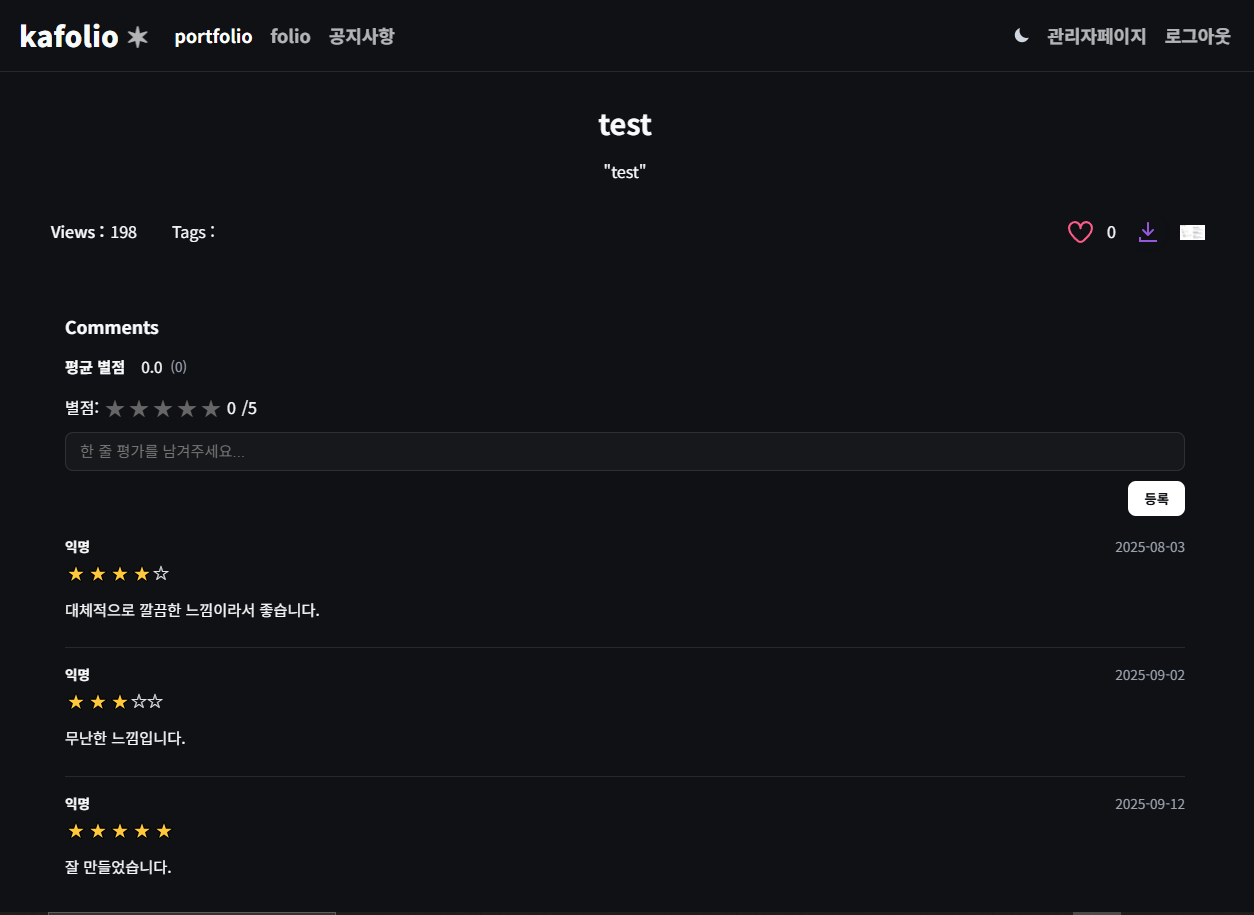 kafolio ✶ portfolio folio 공지사항 관리자페이지 로그아웃
test
"test"
Views : 198 Tags : 0
Comments
평균 별점 0.0 (0)
별점: ★ ★ ★ ★ ★ 0 /5
한 줄 평가를 남겨주세요...
등록
익명 2025-08-03
★ ★ ★ ★ ☆
대체적으로 깔끔한 느낌이라서 좋습니다.
익명 2025-09-02
★ ★ ★ ☆☆
무난한 느낌입니다.
익명 2025-09-12
★ ★ ★ ★ ★
잘 만들었습니다.